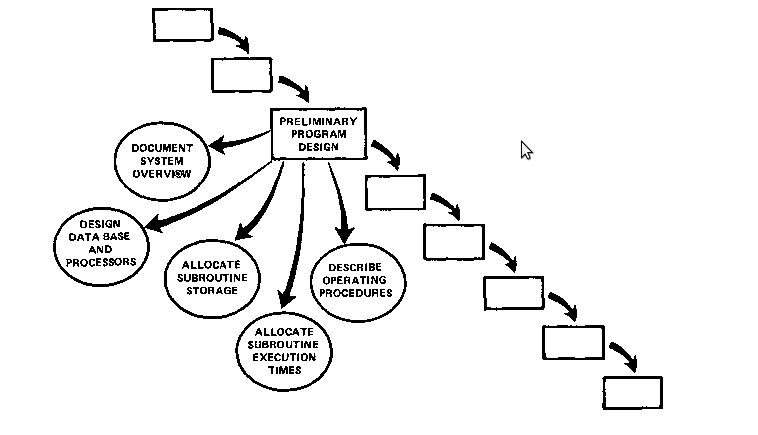 PRELIMINARY
PROGRAM
DESIGN
DOCUMENT
SYSTEM
OVERVIEW
DESIGN
DATA BASE
AND
PROCESSORS
ALLOCATE
SUBROUTINE
STORAGE
ALLOCATE
SUBROUTINE
EXECUTION
TIMES
DESCRIBE
OPERATING
PROCEDURES